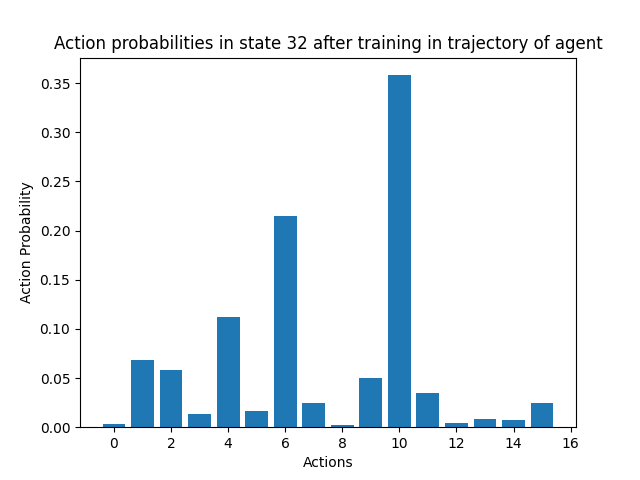 Action probabilities in state 32 after training in trajectory of agent
0.35
0.30
0.25
0.20
0.15
0.10
0.05
0.00
Action Probability
0 2 4 6 8 10 12 14 16
Actions